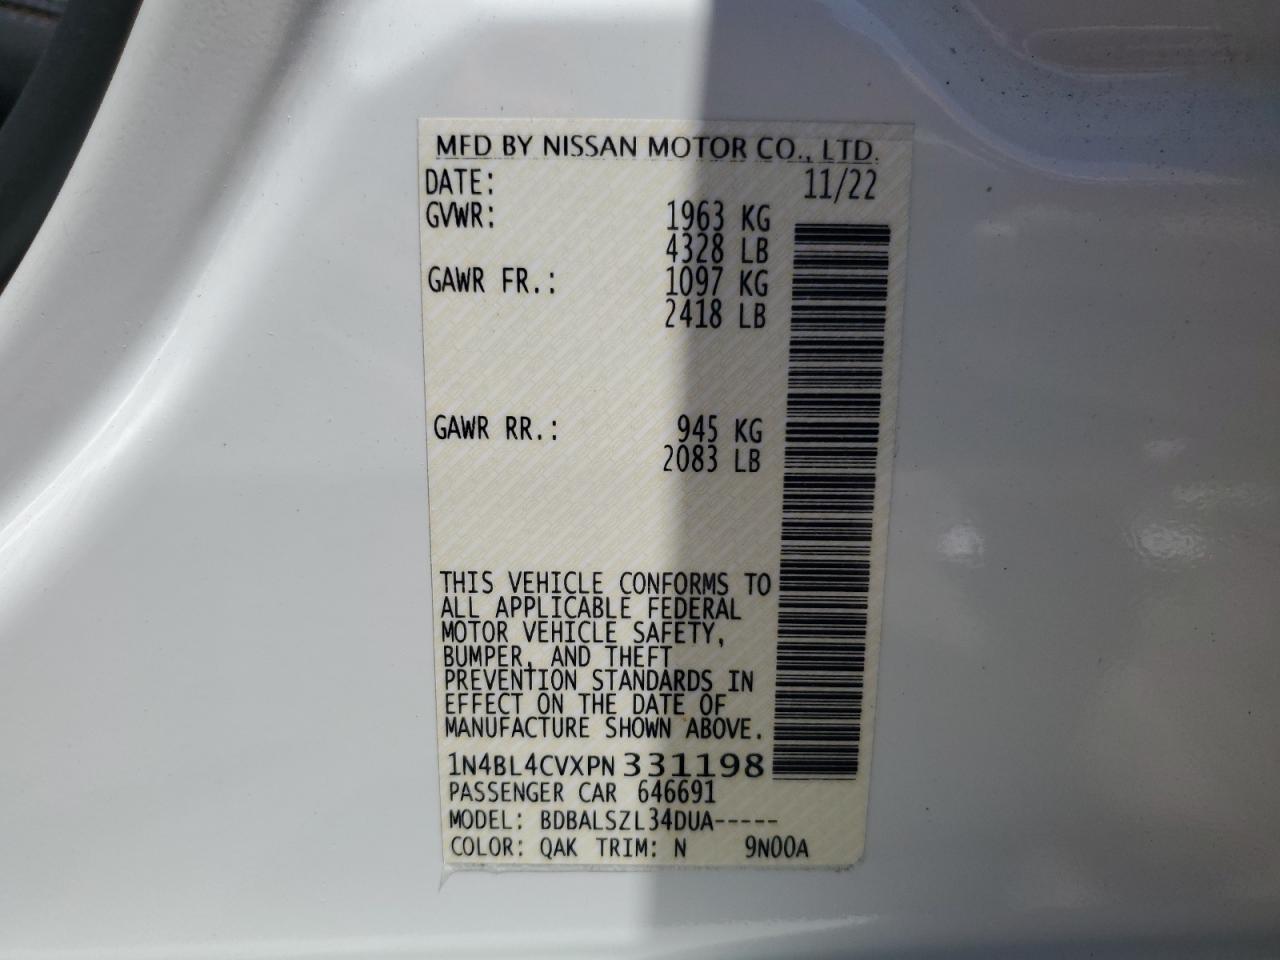 MFD BY NISSAN MOTOR CO., LTD.
DATE: 11/22
GVWR: 1963 KG
4328 LB
GAWR FR.: 1097 KG
2418 LB
GAWR RR.: 945 KG
2083 LB
THIS VEHICLE CONFORMS TO
ALL APPLICABLE FEDERAL
MOTOR VEHICLE SAFETY,
BUMPER, AND THEFT
PREVENTION STANDARDS IN
EFFECT ON THE DATE OF
MANUFACTURE SHOWN ABOVE.
1N4BL4CVXPN331198
PASSENGER CAR 646691
MODEL: BDBALSZL34DUA-----
COLOR: QAK TRIM: N 9N00A